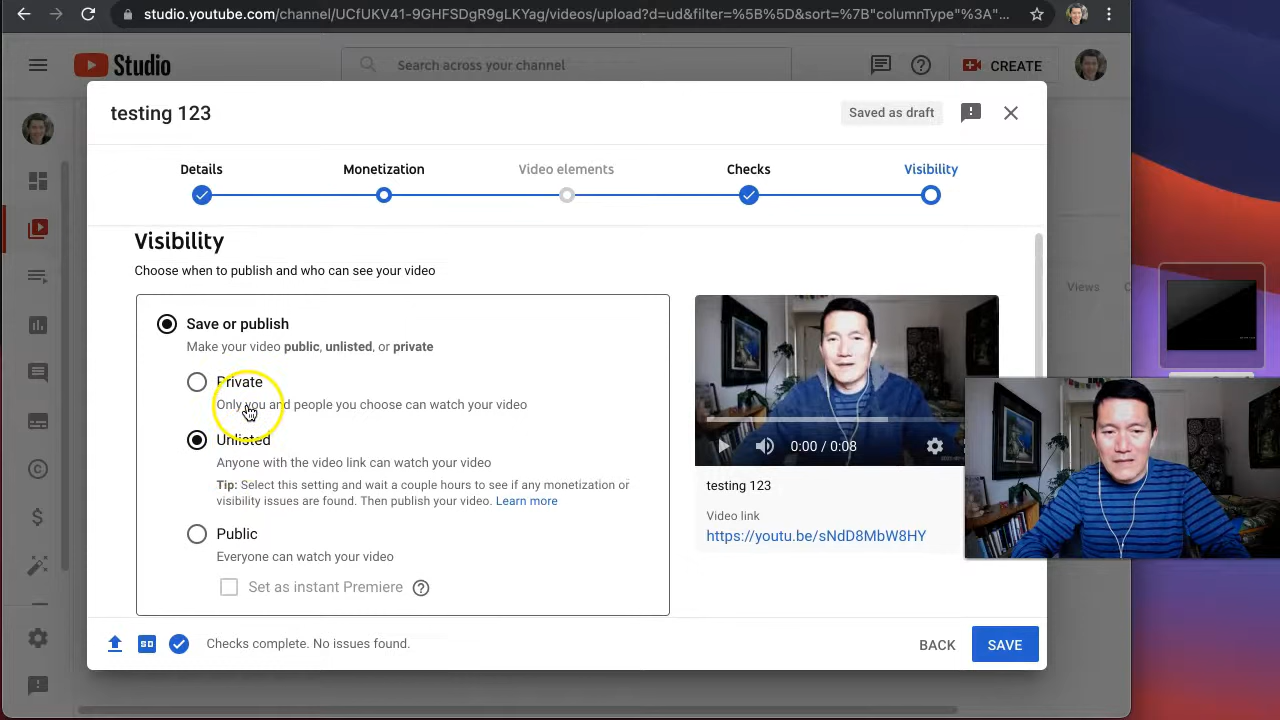 studio.youtube.com/channel/UCfUKV41-9GHFSDgR9gLKYag/videos/upload?d=ud&filter=%5B%5D&sort=%7B"columnType"%3A"...
Studio
Search across your channel
CREATE
testing 123
Saved as draft
Details
Monetization
Video elements
Checks
Visibility
Visibility
Choose when to publish and who can see your video
Views
Save or publish
Make your video public, unlisted, or private
Private
Only you and people you choose can watch your video
Unlisted
Anyone with the video link can watch your video
Tip: Select this setting and wait a couple hours to see if any monetization or
visibility issues are found. Then publish your video. Learn more
Public
Everyone can watch your video
Set as instant Premiere
0:00 / 0:08
testing 123
Video link
https://youtu.be/sNdD8MbW8HY
SD
Checks complete. No issues found.
BACK
SAVE